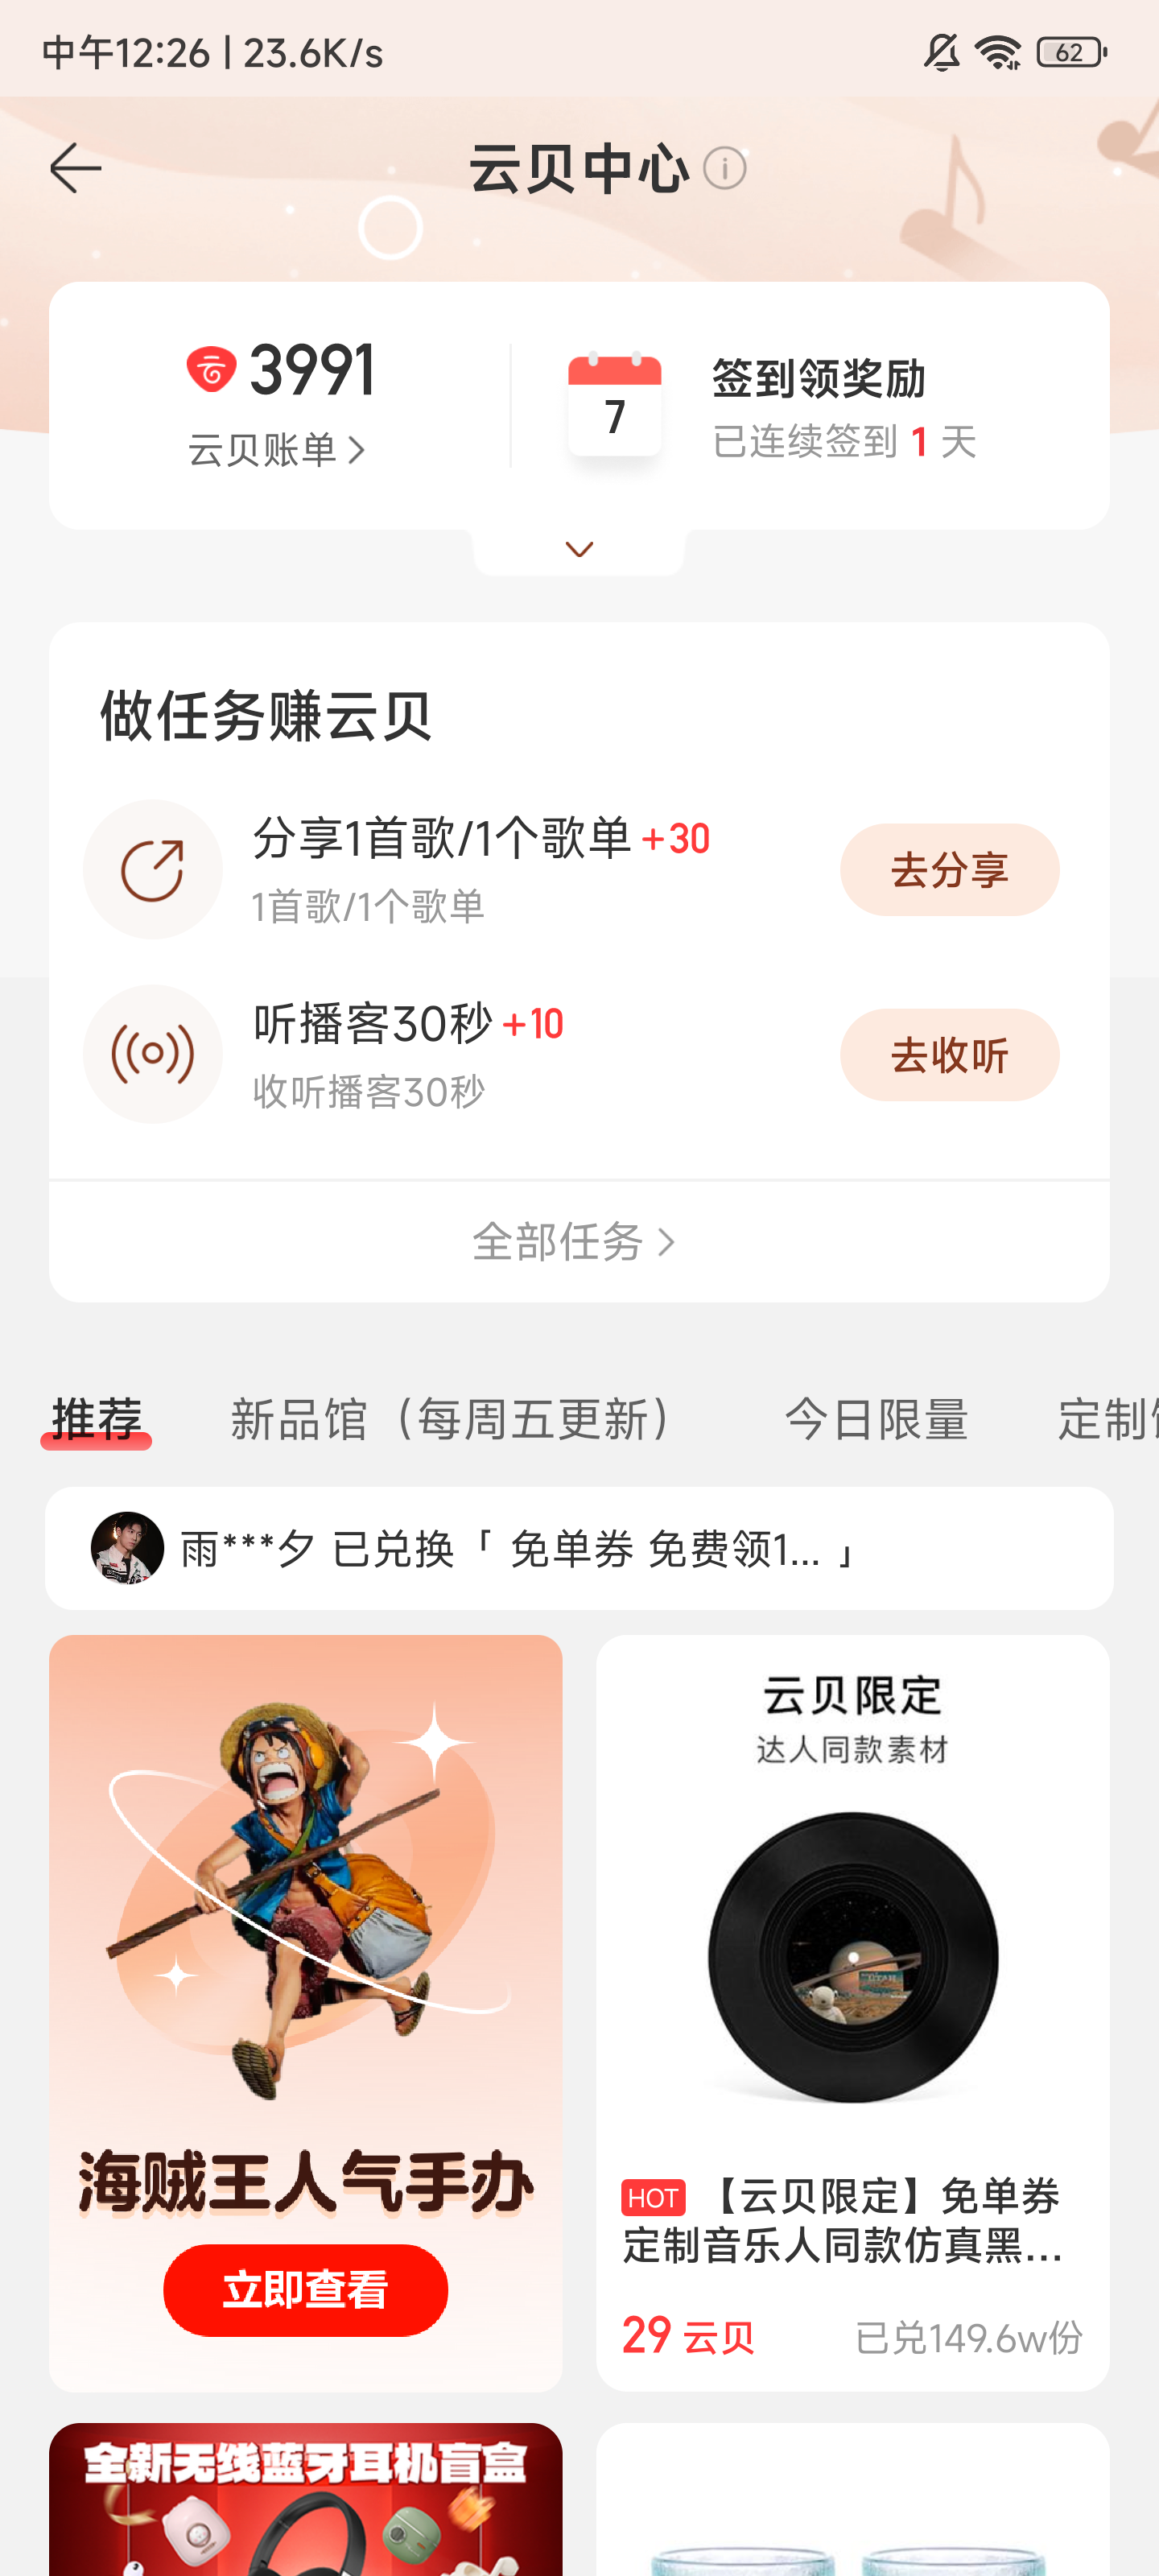 中午12:26 | 23.6K/s
62
云贝中心
3991
云贝账单
7
签到领奖励
已连续签到 1 天
做任务赚云贝
分享1首歌/1个歌单 +30
1首歌/1个歌单
去分享
听播客30秒 +10
收听播客30秒
去收听
全部任务
推荐 新品馆（每周五更新） 今日限量 定制
雨***夕 已兑换「 免单券 免费领1... 」
海贼王人气手办
立即查看
云贝限定
达人同款素材
HOT 【云贝限定】免单券
定制音乐人同款仿真黑...
29 云贝 已兑149.6w份
全新无线蓝牙耳机盲盒